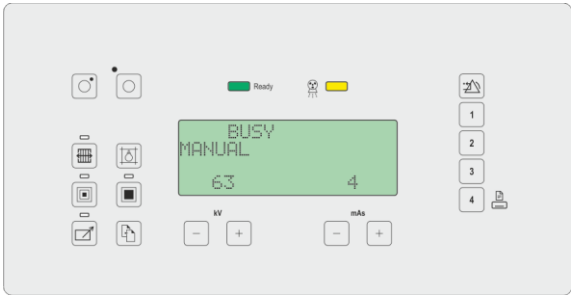 Ready
1
BUSY
MANUAL
2
3
63 4
4
kV mAs
- + - +